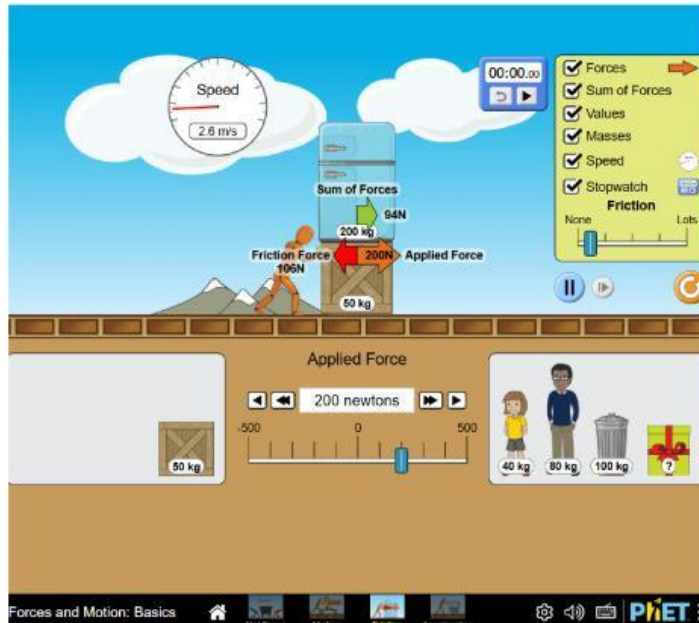 Speed
2.6 m/s
00:00.00
Forces
Sum of Forces
Values
Masses
Speed
Stopwatch
Friction
None
Lots
Sum of Forces
94N
200 kg
Friction Force
106N
200N
Applied Force
50 kg
Applied Force
200 newtons
-500
0
500
50 kg
40 kg
80 kg
100 kg
?
Forces and Motion: Basics
PhET